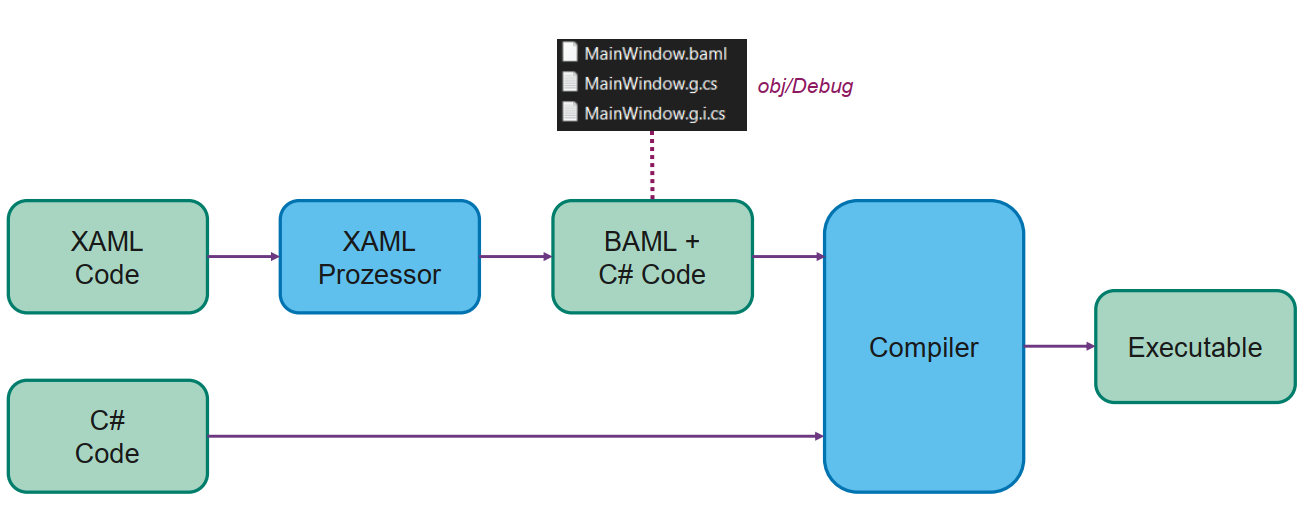 MainWindow.baml
MainWindow.g.cs
MainWindow.g.i.cs
obj/Debug
XAML
Code
XAML
Prozessor
BAML +
C# Code
Compiler
Executable
C#
Code